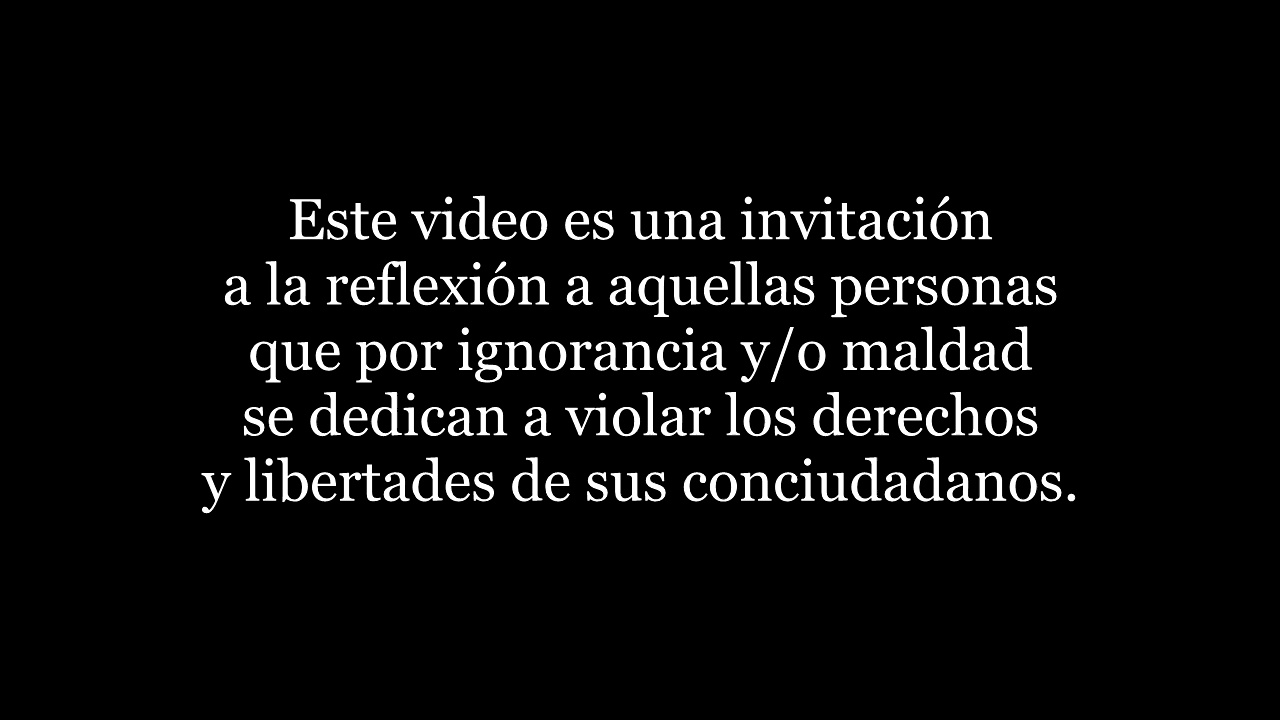 Este video es una invitación
a la reflexión a aquellas personas
que por ignorancia y/o maldad
se dedican a violar los derechos
y libertades de sus conciudadanos.